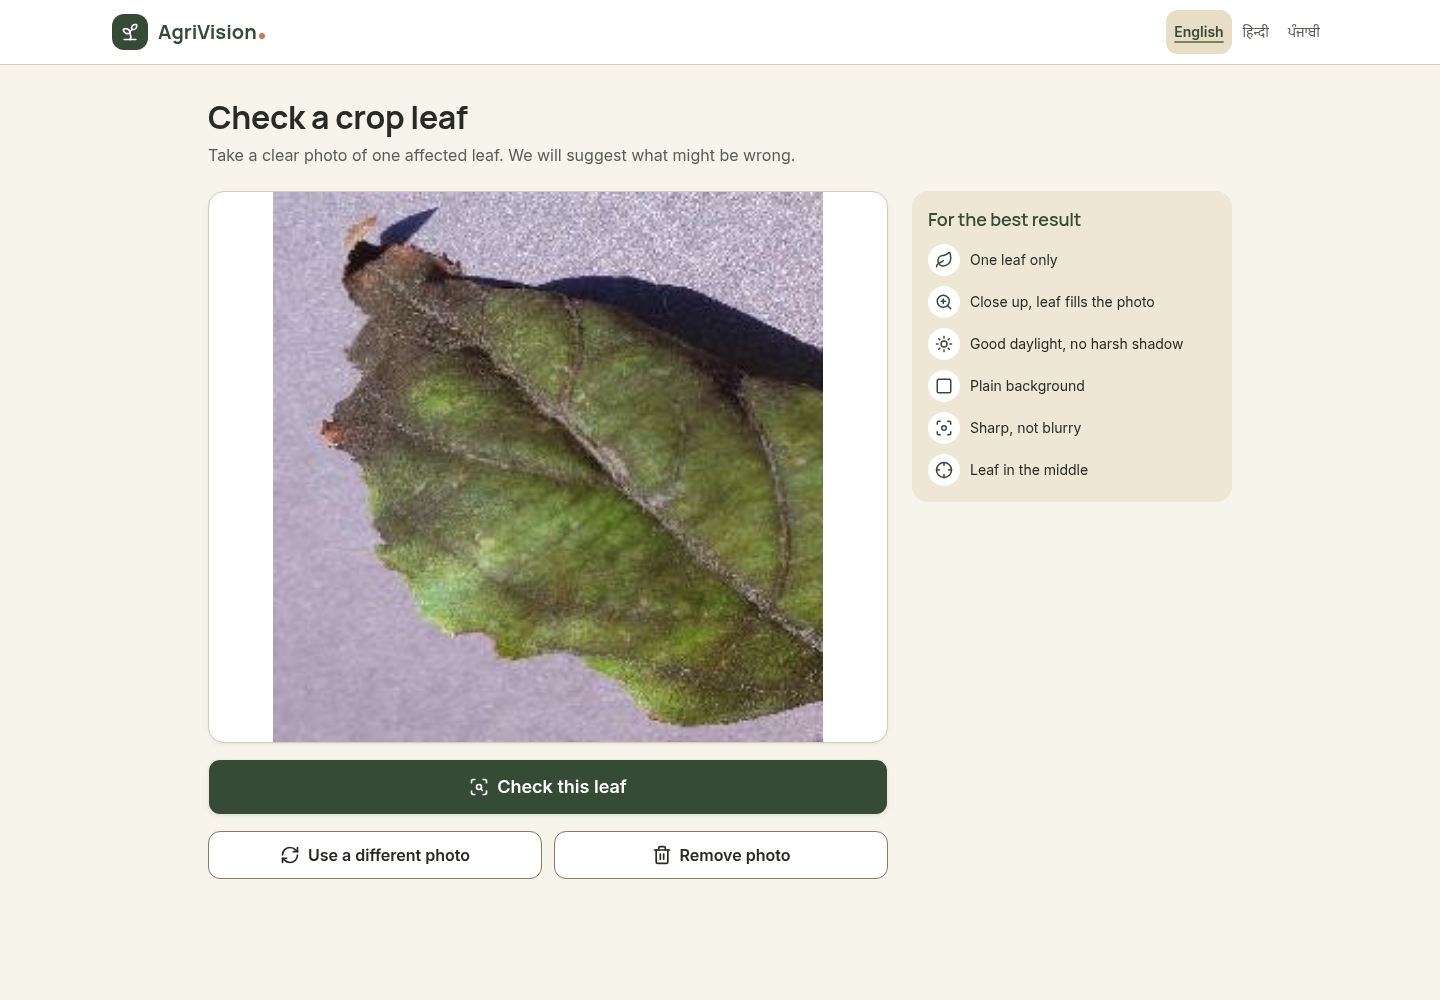 AgriVision
English
हिन्दी
ਪੰਜਾਬੀ
Check a crop leaf
Take a clear photo of one affected leaf. We will suggest what might be wrong.
For the best result
One leaf only
Close up, leaf fills the photo
Good daylight, no harsh shadow
Plain background
Sharp, not blurry
Leaf in the middle
Check this leaf
Use a different photo
Remove photo